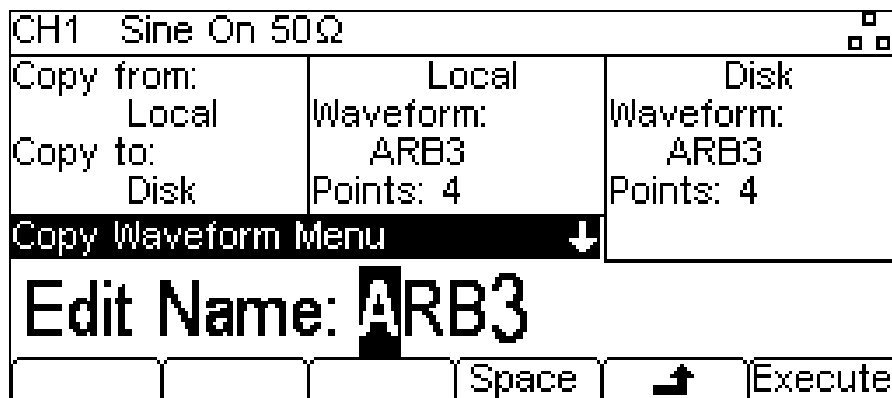 CH1 Sine On 50Ω
Copy from:
Local
Copy to:
Disk
Local
Waveform:
ARB3
Points: 4
Disk
Waveform:
ARB3
Points: 4
Copy Waveform Menu
Edit Name: ARB3
Space
Execute